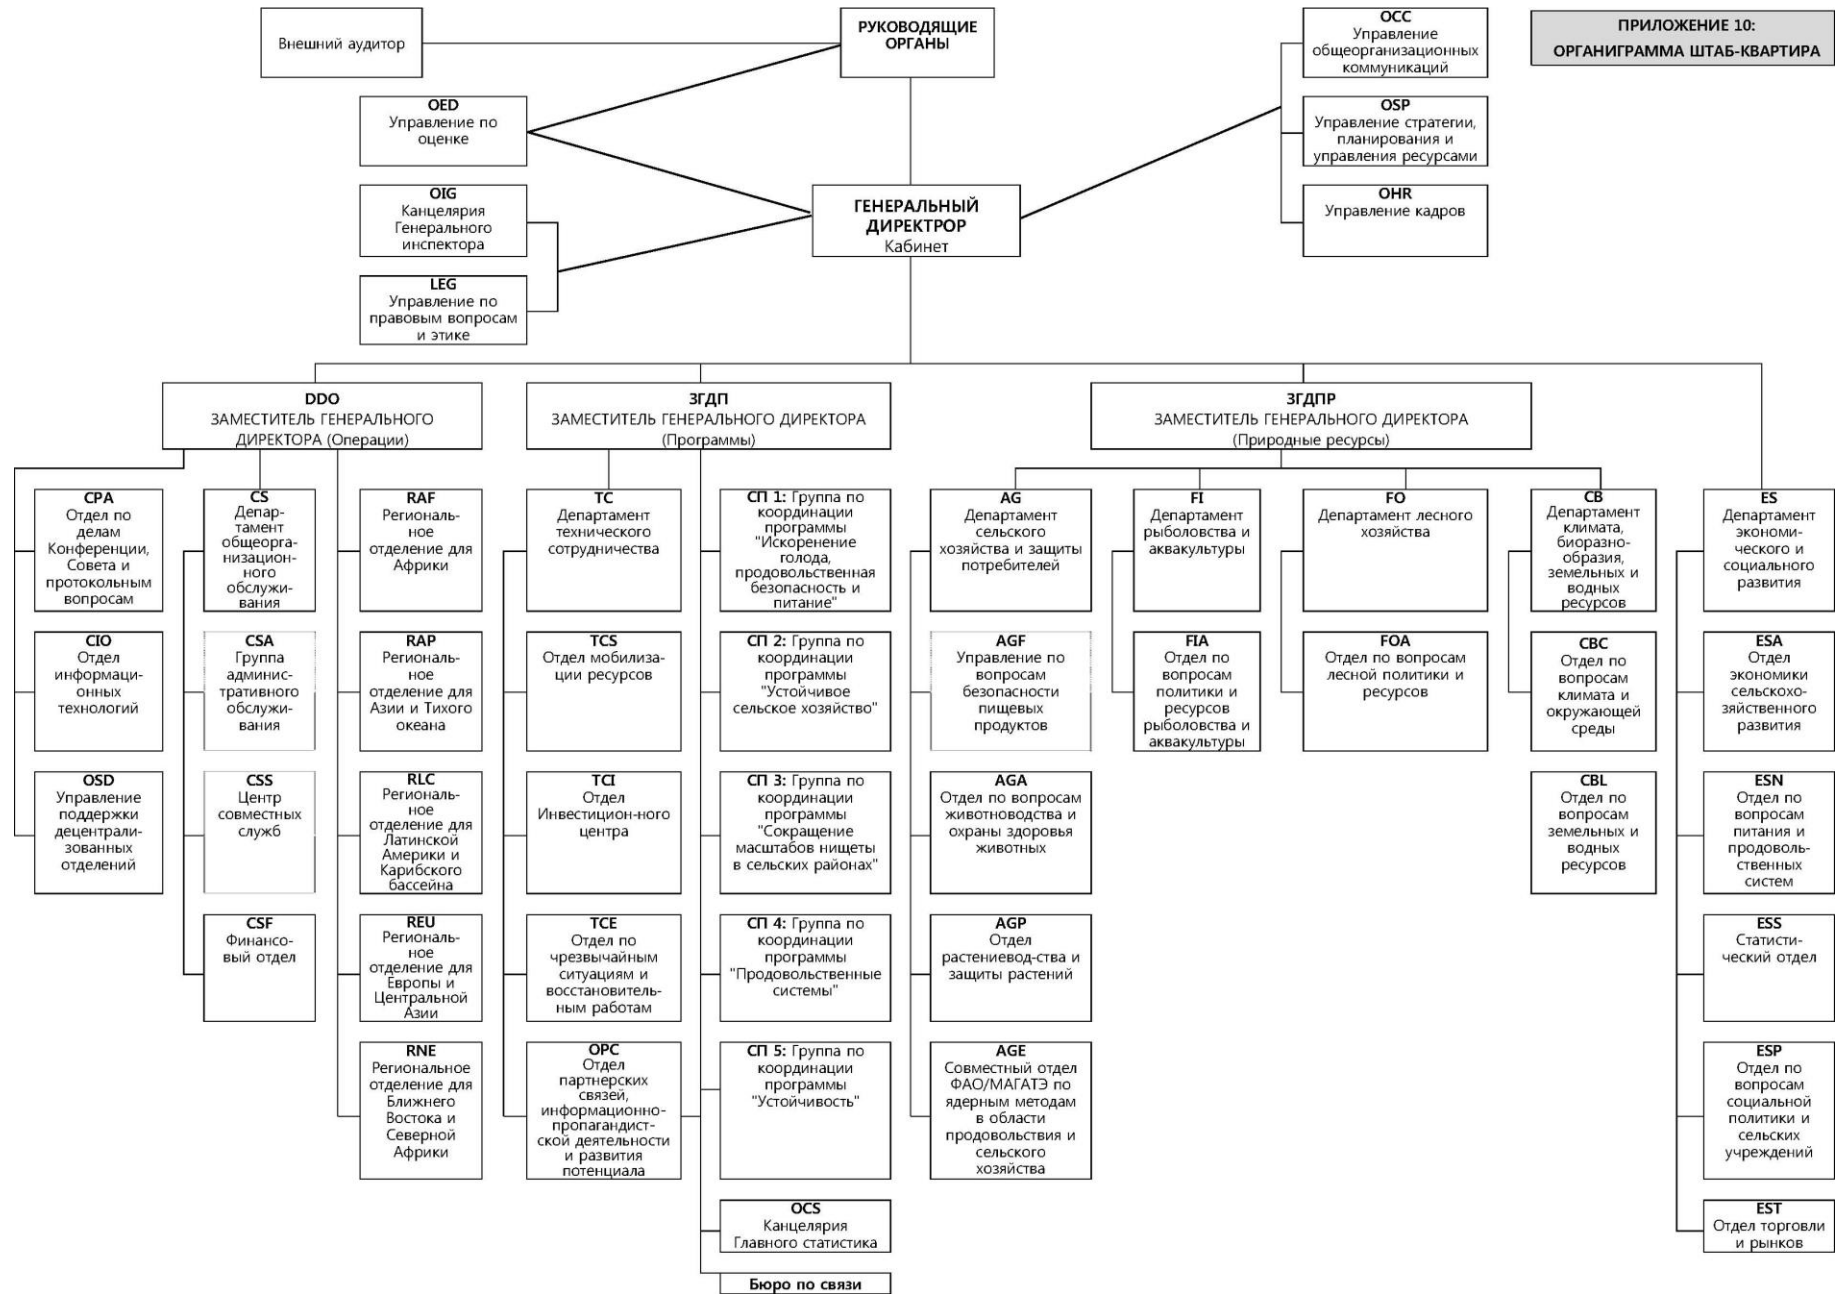 Внешний аудитор
РУКОВОДЯЩИЕ
ОРГАНЫ
OCC
Управление
общеорганизационных
коммуникаций
ПРИЛОЖЕНИЕ 10:
ОРГАНИГРАММА ШТАБ-КВАРТИРА
OED
Управление по
оценке
OSP
Управление стратегии,
планирования и
управления ресурсами
OIG
Канцелярия
Генерального
инспектора
ГЕНЕРАЛЬНЫЙ
ДИРЕКТРОР
Кабинет
OHR
Управление кадров
LEG
Управление по
правовым вопросам
и этике
DDO
ЗАМЕСТИТЕЛЬ ГЕНЕРАЛЬНОГО
ДИРЕКТОРА (Операции)
ЗГДП
ЗАМЕСТИТЕЛЬ ГЕНЕРАЛЬНОГО ДИРЕКТОРА
(Программы)
ЗГДПР
ЗАМЕСТИТЕЛЬ ГЕНЕРАЛЬНОГО ДИРЕКТОРА
(Природные ресурсы)
CPA
Отдел по
делам
Конференции,
Совета и
протокольным
вопросам
CS
Депар-
тамент
общеорга-
низацион-
ного
обслужи-
вания
RAF
Региональ-
ное
отделение для
Африки
TC
Департамент
технического
сотрудничества
СП 1: Группа по
координации
программы
"Искоренение
голода,
продовольственная
безопасность и
питание"
AG
Департамент
сельского
хозяйства и защиты
потребителей
FI
Департамент
рыболовства и
аквакультуры
FO
Департамент лесного
хозяйства
CB
Департамент
климата,
биоразно-
образия,
земельных и
водных
ресурсов
ES
Департамент
эконо-
мического и
социального
развития
CIO
Отдел
информаци-
онных
технологий
CSA
Группа
админис-
тративного
обслужи-
вания
RAP
Региональ-
ное
отделение для
Азии и Тихого
океана
TCS
Отдел мобилиза-
ции ресурсов
СП 2: Группа по
координации
программы
"Устойчивое
сельское хозяйство"
AGF
Управление по
вопросам
безопасности
пищевых
продуктов
FIA
Отдел по
вопросам
политики и
ресурсов
рыболовства и
аквакультуры
FOA
Отдел по вопросам
лесной политики и
ресурсов
CBC
Отдел по
вопросам
климата и
окружающей
среды
ESA
Отдел
экономики
сельскохо-
зяйственного
развития
OSD
Управление
поддержки
децентрали-
зованных
отделений
CSS
Центр
совместных
служб
RLC
Региональ-
ное
отделение для
Латинской
Америки и
Карибского
бассейна
TCI
Отдел
Инвестицион-ного
центра
СП 3: Группа по
координации
программы
"Сокращение
масштабов нищеты
в сельских районах"
AGA
Отдел по вопросам
животноводства и
охраны здоровья
животных
CBL
Отдел по
вопросам
земельных и
водных
ресурсов
ESN
Отдел по
вопросам
питания и
продоволь-
ственных
систем
CSF
Финансо-
вый отдел
REU
Региональ-
ное
отделение для
Европы и
Центральной
Азии
TCE
Отдел по
чрезвычайным
ситуациям и
восстановитель-
ным работам
СП 4: Группа по
координации
программы
"Продовольственные
системы"
AGP
Отдел
растениевод-ства и
защиты растений
ESS
Статисти-
ческий отдел
RNE
Региональное
отделение для
Ближнего
Востока и
Северной
Африки
OPC
Отдел
партнерских
связей,
информационно-
пропагандист-
ской деятельности
и развития
потенциала
СП 5: Группа по
координации
программы
"Устойчивость"
AGE
Совместный отдел
ФАО/МАГАТЭ по
ядерным методам
в области
продовольствия и
сельского
хозяйства
ESP
Отдел по
вопросам
социальной
политики и
сельских
учреждений
OCS
Канцелярия
Главного статистика
EST
Отдел торговли
и рынков
Бюро по связи